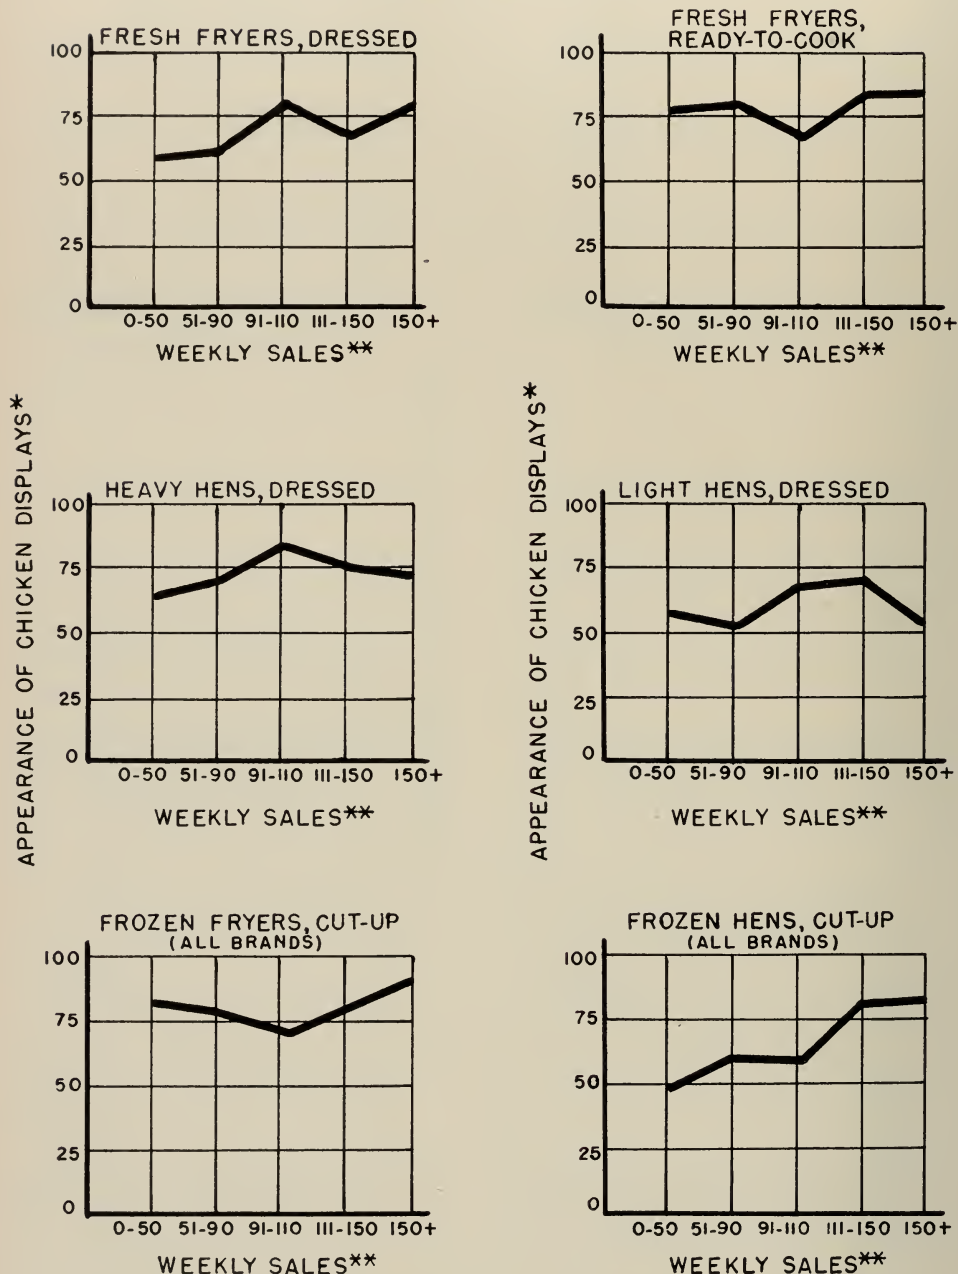 FRESH FRYERS, DRESSED
100
75
50
25
0
0-50 51-90 91-110 111-150 150+
WEEKLY SALES**
FRESH FRYERS,
READY-TO-COOK
100
75
50
25
0
0-50 51-90 91-110 111-150 150+
WEEKLY SALES**
APPEARANCE OF CHICKEN DISPLAYS*
HEAVY HENS, DRESSED
100
75
50
25
0
0-50 51-90 91-110 111-150 150+
WEEKLY SALES**
APPEARANCE OF CHICKEN DISPLAYS*
LIGHT HENS, DRESSED
100
75
50
25
0
0-50 51-90 91-110 111-150 150+
WEEKLY SALES**
FROZEN FRYERS, CUT-UP
(ALL BRANDS)
100
75
50
25
0
0-50 51-90 91-110 111-150 150+
WEEKLY SALES**
FROZEN HENS, CUT-UP
(ALL BRANDS)
100
75
50
25
0
0-50 51-90 91-110 111-150 150+
WEEKLY SALES**